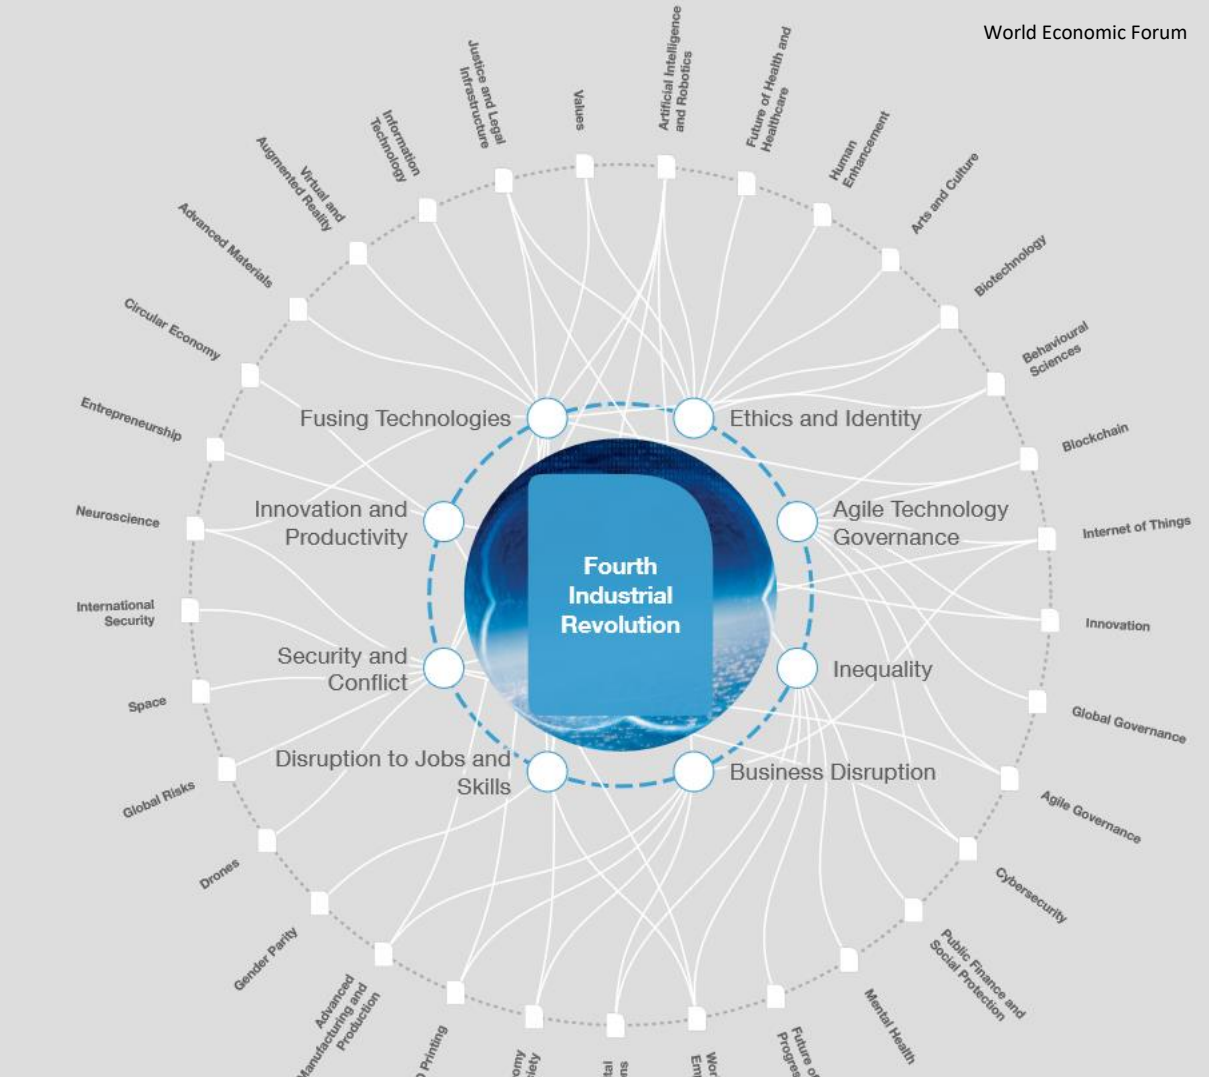 World Economic Forum
Justice and Legal
Infrastructure
Values
Artificial Intelligence
and Robotics
Future of Health and
Healthcare
Human
Enhancement
Arts and Culture
Biotechnology
Behavioural
Sciences
Blockchain
Internet of Things
Innovation
Global Governance
Agile Governance
Cybersecurity
Public Finance and
Social Protection
Mental Health
Future of
Printing
Advanced
Manufacturing and
Production
Gender Parity
Drones
Global Risks
Space
International
Security
Neuroscience
Entrepreneurship
Circular Economy
Advanced Materials
Virtual and
Augmented Reality
Information
Technology
Fusing Technologies
Ethics and Identity
Innovation and
Productivity
Agile Technology
Governance
Fourth
Industrial
Revolution
Security and
Conflict
Inequality
Disruption to Jobs and
Skills
Business Disruption